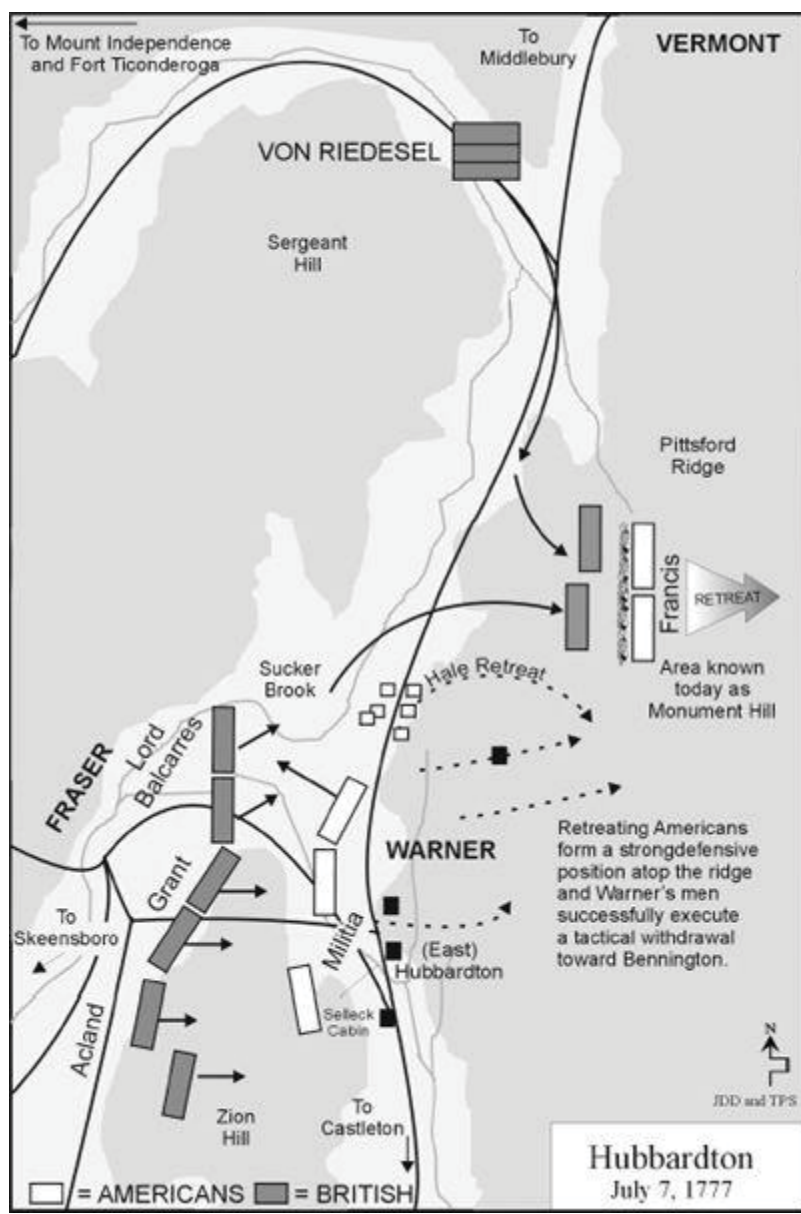 To Mount Independence
and Fort Ticonderoga
To
Middlebury
VERMONT
VON RIEDESEL
Sergeant
Hill
Pittsford
Ridge
Francis
RETREAT
Area known
today as
Monument Hill
Hale Retreat
Sucker
Brook
Lord
Balcarres
FRASER
Grant
WARNER
Retreating Americans
form a strongdefensive
position atop the ridge
and Warner's men
successfully execute
a tactical withdrawal
toward Bennington.
To
Skeensboro
Militia
(East)
Hubbardton
Selleck
Cabin
Acland
Zion
Hill
To
Castleton
N
JDD and TPS
Hubbardton
July 7, 1777
= AMERICANS = BRITISH